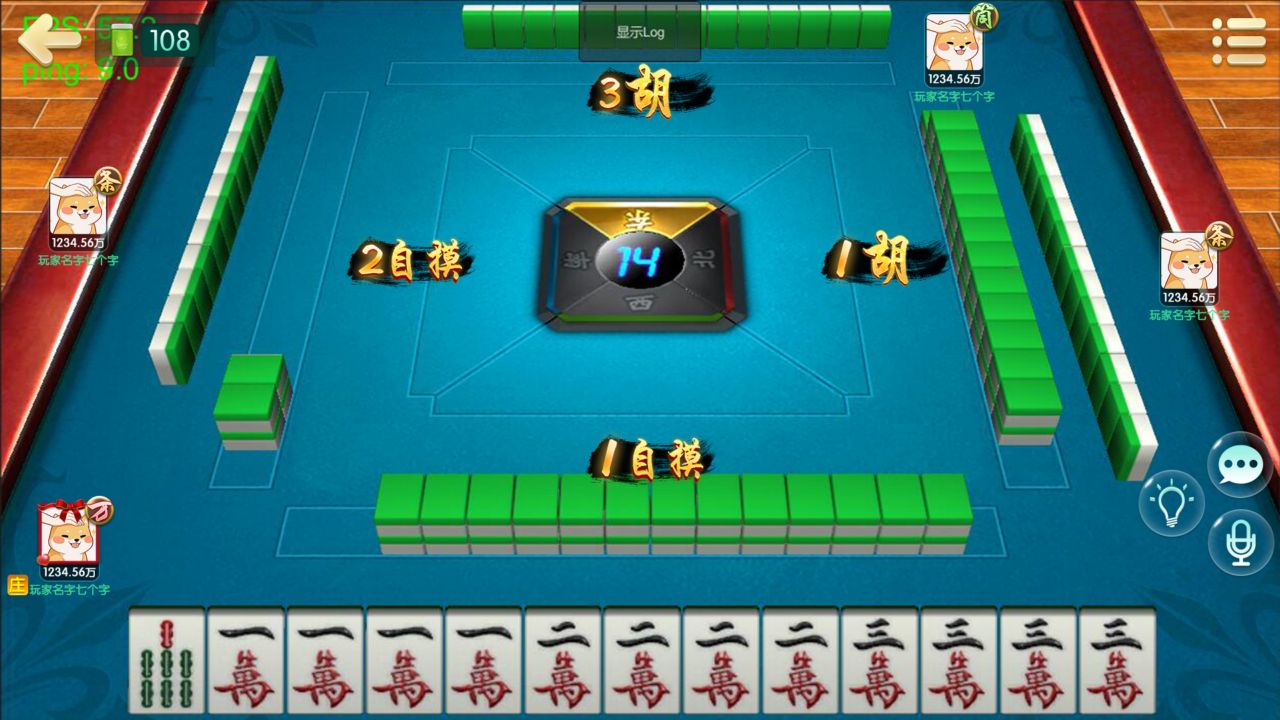 108
ping: 9.0
显示Log
筒
1234.56万
玩家名字七个字
3胡
条
1234.56万
玩家名字七个字
2自摸
14
北
西
1胡
条
1234.56万
玩家名字七个字
1自摸
万
1234.56万
庄
玩家名字七个字
一萬
一萬
一萬
一萬
二萬
二萬
二萬
二萬
三萬
三萬
三萬
三萬